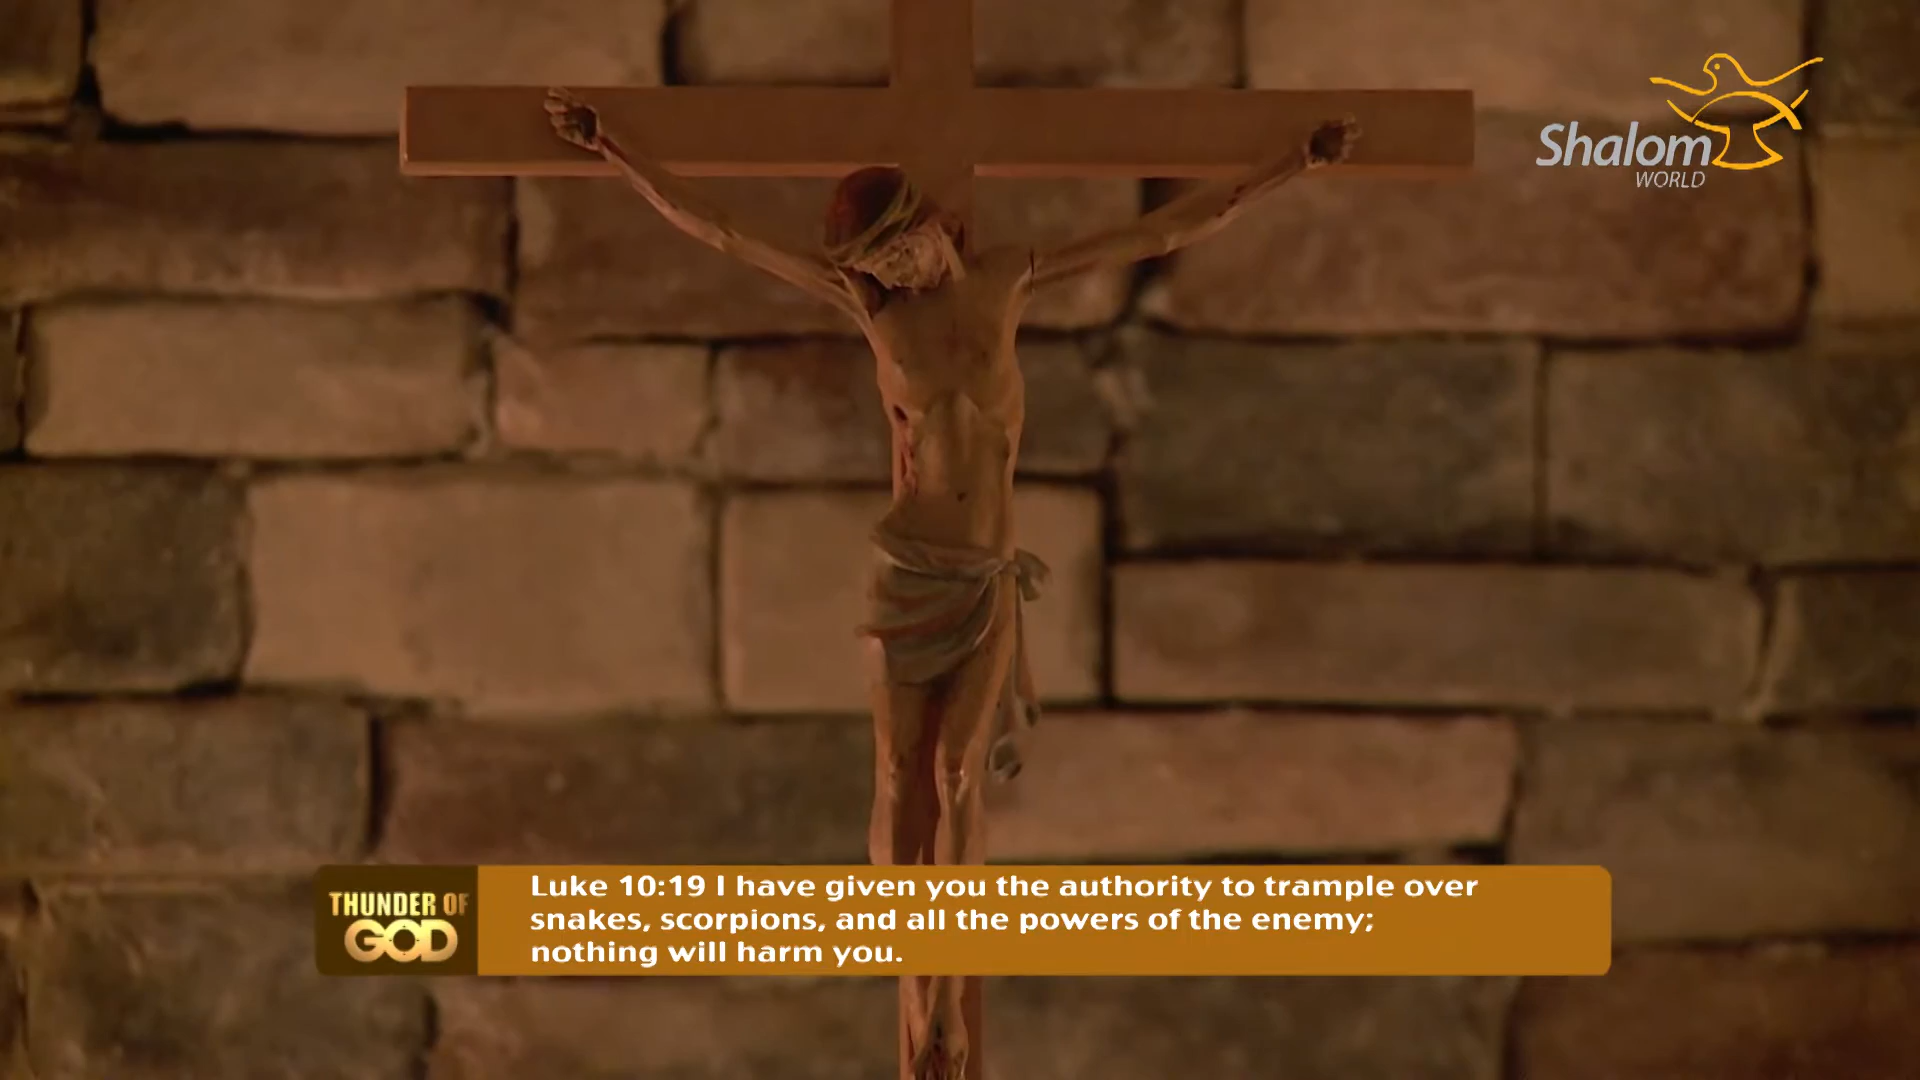 Shalom
WORLD
THUNDER OF
GOD
Luke 10:19 I have given you the authority to trample over
snakes, scorpions, and all the powers of the enemy;
nothing will harm you.